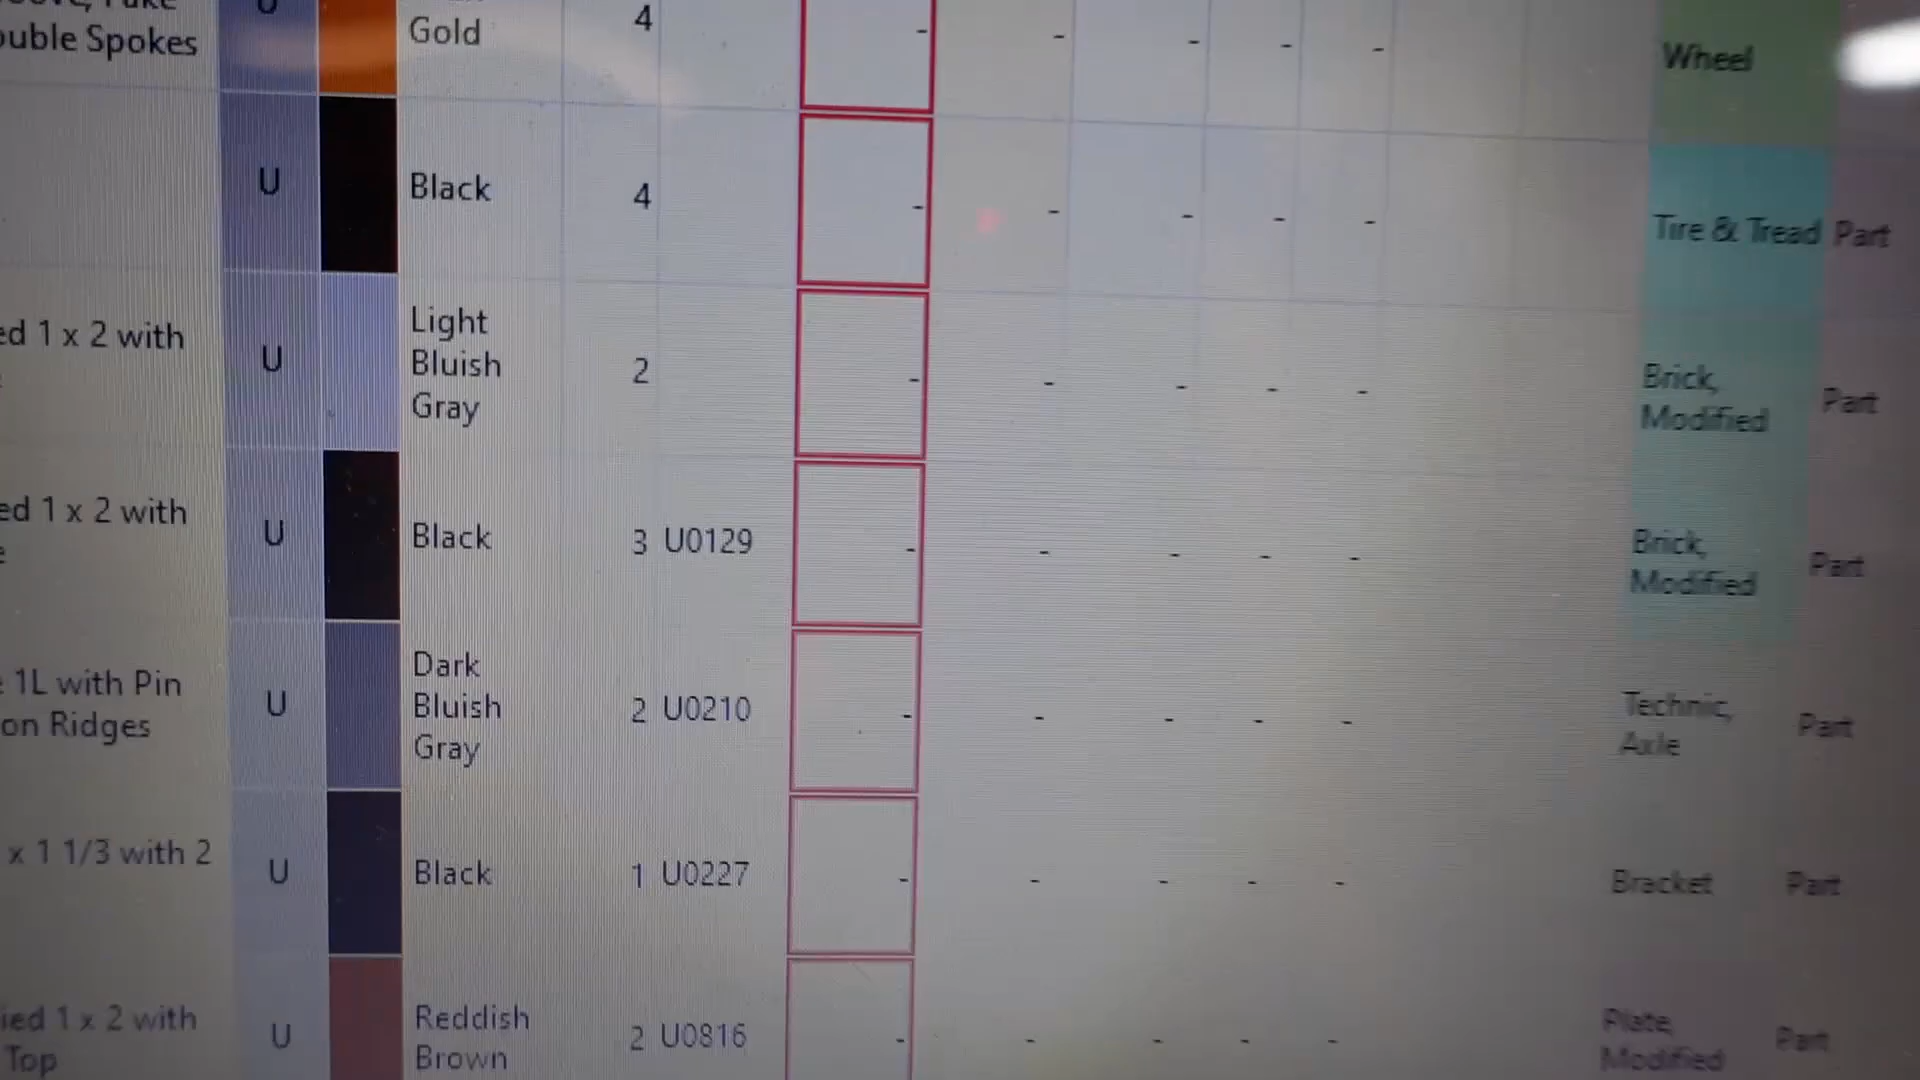 ouble Spokes U Gold 4 - - - - - Wheel
U Black 4 - - - - - Tire & Tread Part
ed 1 x 2 with U Light Bluish Gray 2 - - - - - Brick, Modified Part
ed 1 x 2 with U Black 3 U0129 - - - - - Brick, Modified Part
1L with Pin on Ridges U Dark Bluish Gray 2 U0210 - - - - - Technic, Axle Part
x 1 1/3 with 2 U Black 1 U0227 - - - - - Bracket Part
ied 1 x 2 with Top U Reddish Brown 2 U0816 - - - - - Plate, Modified Part